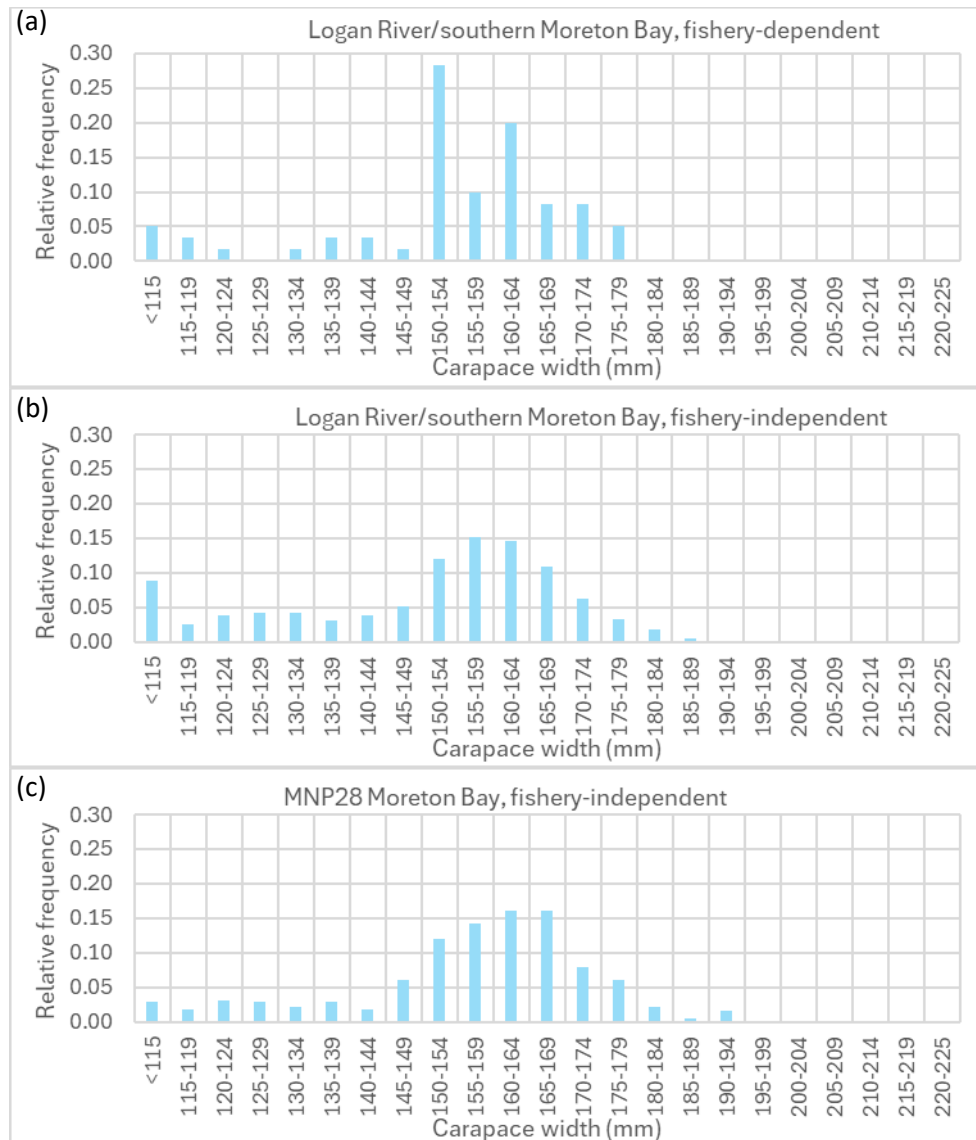 (a)
Logan River/southern Moreton Bay, fishery-dependent
Relative frequency
0.30
0.25
0.20
0.15
0.10
0.05
0.00
<115 115-119 120-124 125-129 130-134 135-139 140-144 145-149 150-154 155-159 160-164 165-169 170-174 175-179 180-184 185-189 190-194 195-199 200-204 205-209 210-214 215-219 220-225
Carapace width (mm)
(b)
Logan River/southern Moreton Bay, fishery-independent
Relative frequency
0.30
0.25
0.20
0.15
0.10
0.05
0.00
<115 115-119 120-124 125-129 130-134 135-139 140-144 145-149 150-154 155-159 160-164 165-169 170-174 175-179 180-184 185-189 190-194 195-199 200-204 205-209 210-214 215-219 220-225
Carapace width (mm)
(c)
MNP28 Moreton Bay, fishery-independent
Relative frequency
0.30
0.25
0.20
0.15
0.10
0.05
0.00
<115 115-119 120-124 125-129 130-134 135-139 140-144 145-149 150-154 155-159 160-164 165-169 170-174 175-179 180-184 185-189 190-194 195-199 200-204 205-209 210-214 215-219 220-225
Carapace width (mm)